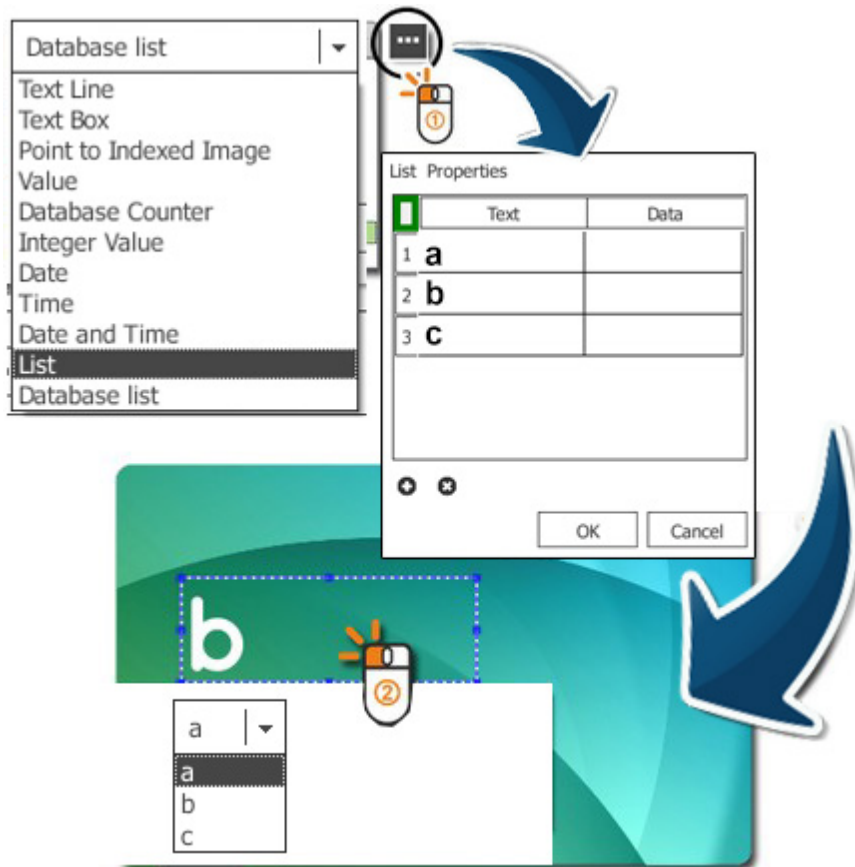 Database list
Text Line
Text Box
Point to Indexed Image
Value
Database Counter
Integer Value
Date
Time
Date and Time
List
Database list
①
List Properties
Text Data
1 a
2 b
3 c
OK Cancel
b
②
a
a
b
c